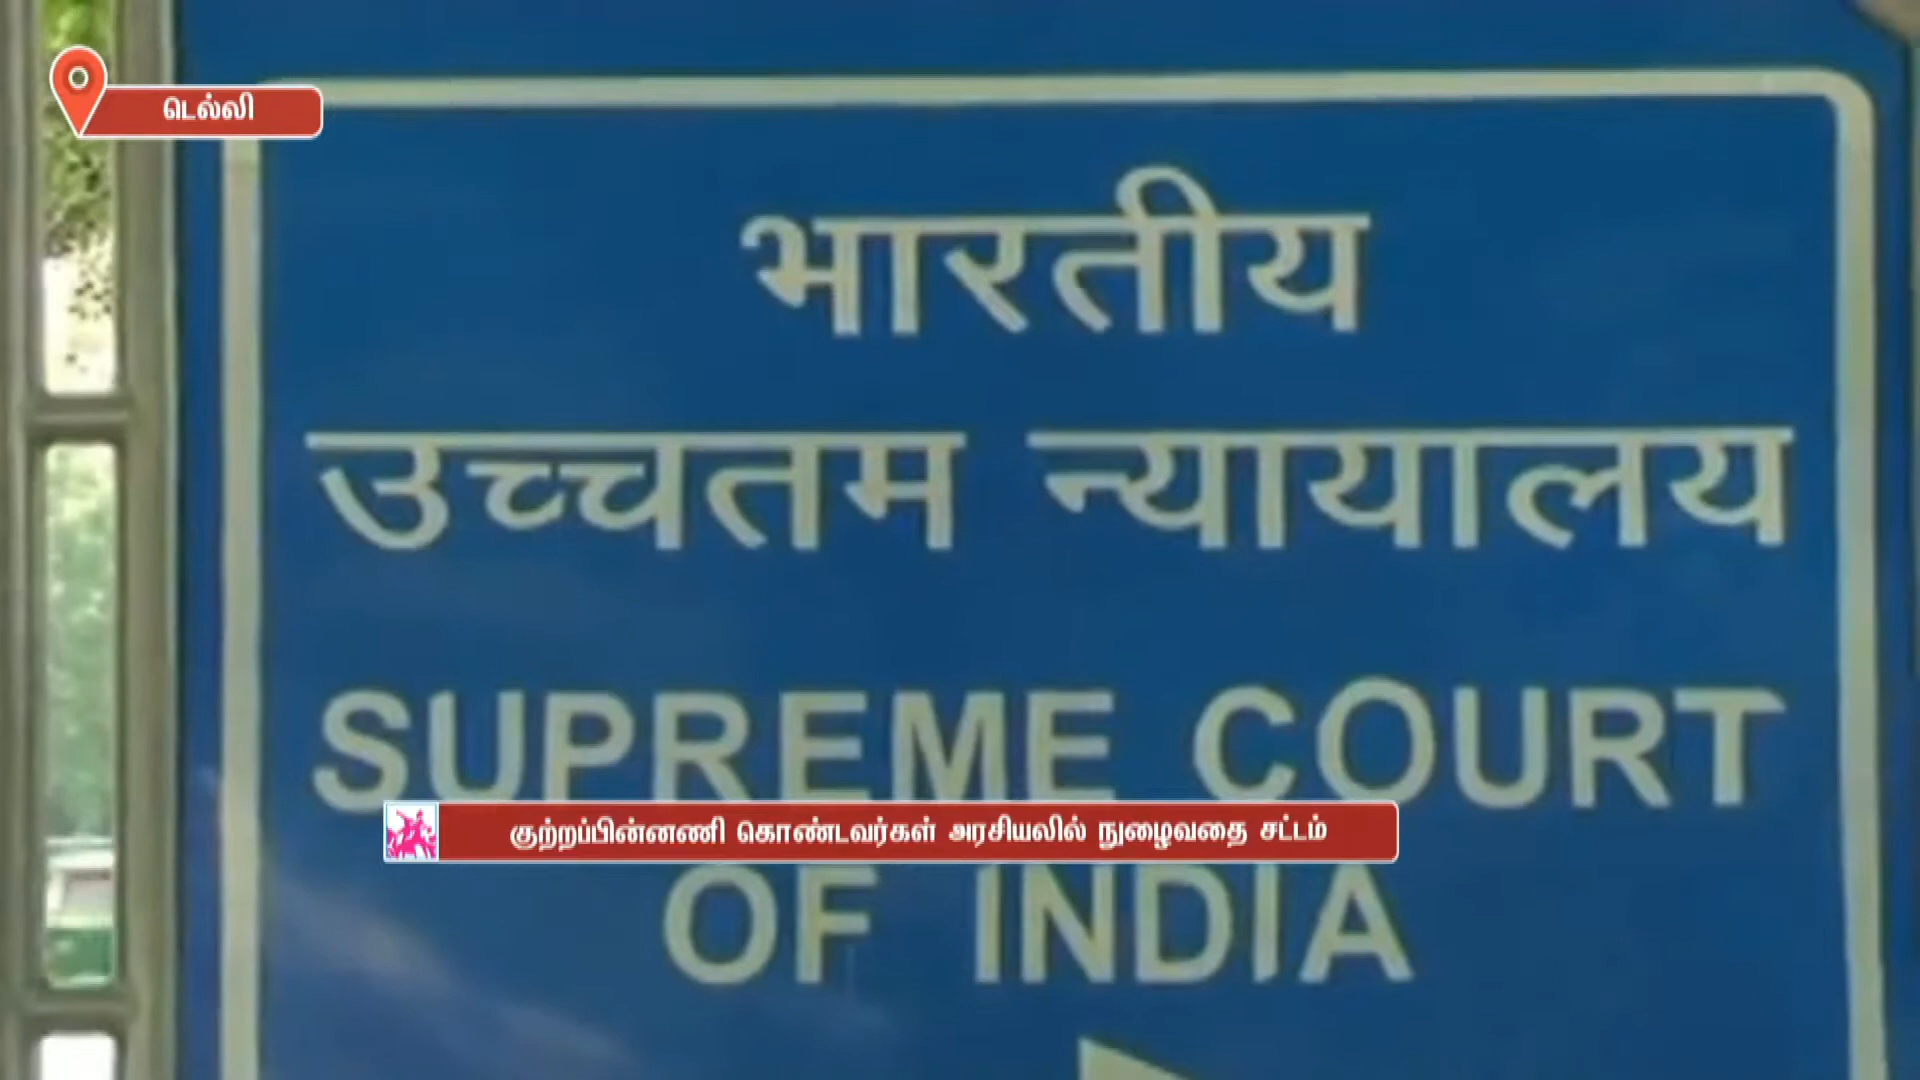 டெல்லி
भारतीय
उच्चतम न्यायालय
SUPREME COURT
குற்றப்பின்னணி கொண்டவர்கள் அரசியலில் நுழைவதை சட்டம்
OF INDIA